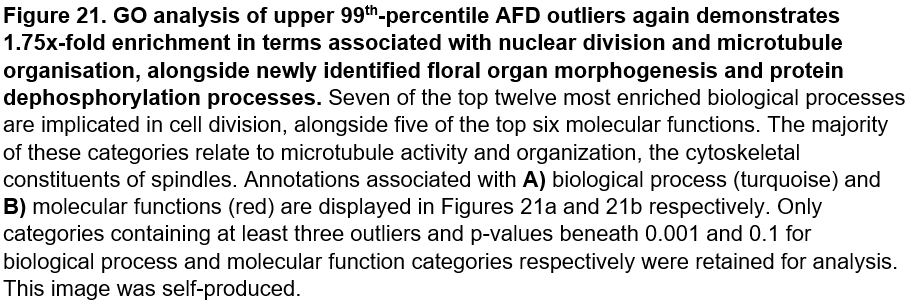 Figure 21. GO analysis of upper 99th-percentile AFD outliers again demonstrates
1.75x-fold enrichment in terms associated with nuclear division and microtubule
organisation, alongside newly identified floral organ morphogenesis and protein
dephosphorylation processes. Seven of the top twelve most enriched biological processes
are implicated in cell division, alongside five of the top six molecular functions. The majority
of these categories relate to microtubule activity and organization, the cytoskeletal
constituents of spindles. Annotations associated with A) biological process (turquoise) and
B) molecular functions (red) are displayed in Figures 21a and 21b respectively. Only
categories containing at least three outliers and p-values beneath 0.001 and 0.1 for
biological process and molecular function categories respectively were retained for analysis.
This image was self-produced.